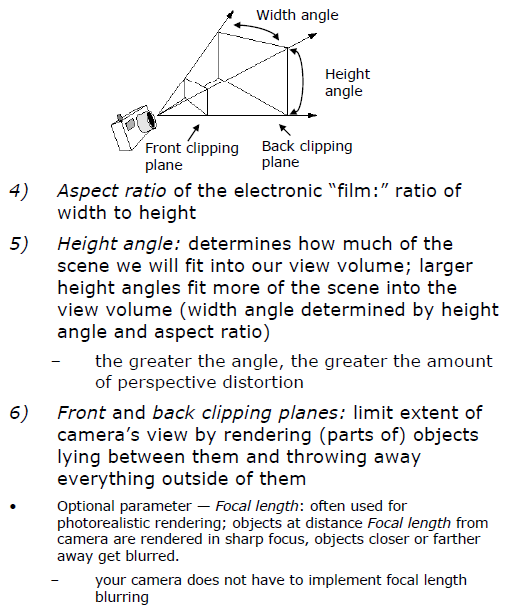 Width angle
Height
angle
Front clipping
plane
Back clipping
plane
4) Aspect ratio of the electronic “film:” ratio of
width to height
5) Height angle: determines how much of the
scene we will fit into our view volume; larger
height angles fit more of the scene into the
view volume (width angle determined by height
angle and aspect ratio)
– the greater the angle, the greater the amount
of perspective distortion
6) Front and back clipping planes: limit extent of
camera’s view by rendering (parts of) objects
lying between them and throwing away
everything outside of them
• Optional parameter — Focal length: often used for
photorealistic rendering; objects at distance Focal length from
camera are rendered in sharp focus, objects closer or farther
away get blurred.
– your camera does not have to implement focal length
blurring